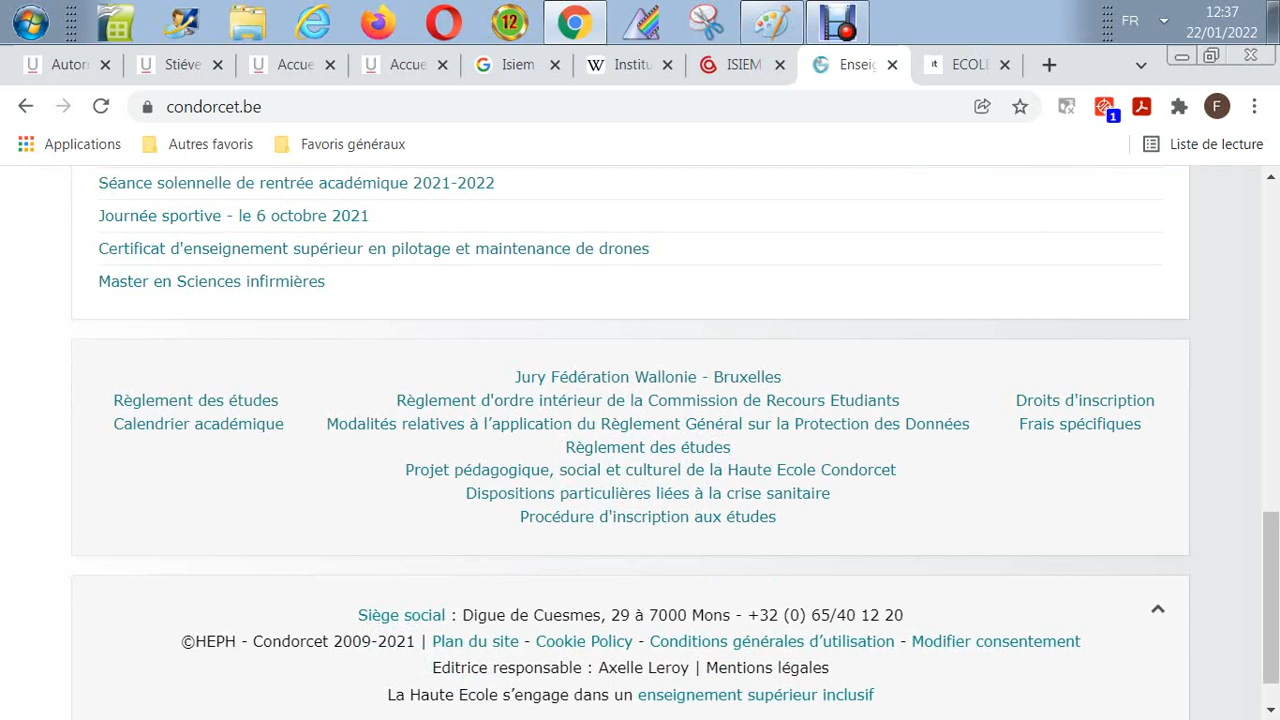 12
FR
12:37
22/01/2022
Autor
Stiéve
Accue
Accue
Isiem
Institu
ISIEM
Enseig
ECOLI
condorcet.be
1
F
Applications
Autres favoris
Favoris généraux
Liste de lecture
Séance solennelle de rentrée académique 2021-2022
Journée sportive - le 6 octobre 2021
Certificat d'enseignement supérieur en pilotage et maintenance de drones
Master en Sciences infirmières
Jury Fédération Wallonie - Bruxelles
Règlement des études
Règlement d'ordre intérieur de la Commission de Recours Etudiants
Droits d'inscription
Calendrier académique
Modalités relatives à l’application du Règlement Général sur la Protection des Données
Frais spécifiques
Règlement des études
Projet pédagogique, social et culturel de la Haute Ecole Condorcet
Dispositions particulières liées à la crise sanitaire
Procédure d'inscription aux études
Siège social : Digue de Cuesmes, 29 à 7000 Mons - +32 (0) 65/40 12 20
©HEPH - Condorcet 2009-2021 | Plan du site - Cookie Policy - Conditions générales d’utilisation - Modifier consentement
Editrice responsable : Axelle Leroy | Mentions légales
La Haute Ecole s’engage dans un enseignement supérieur inclusif